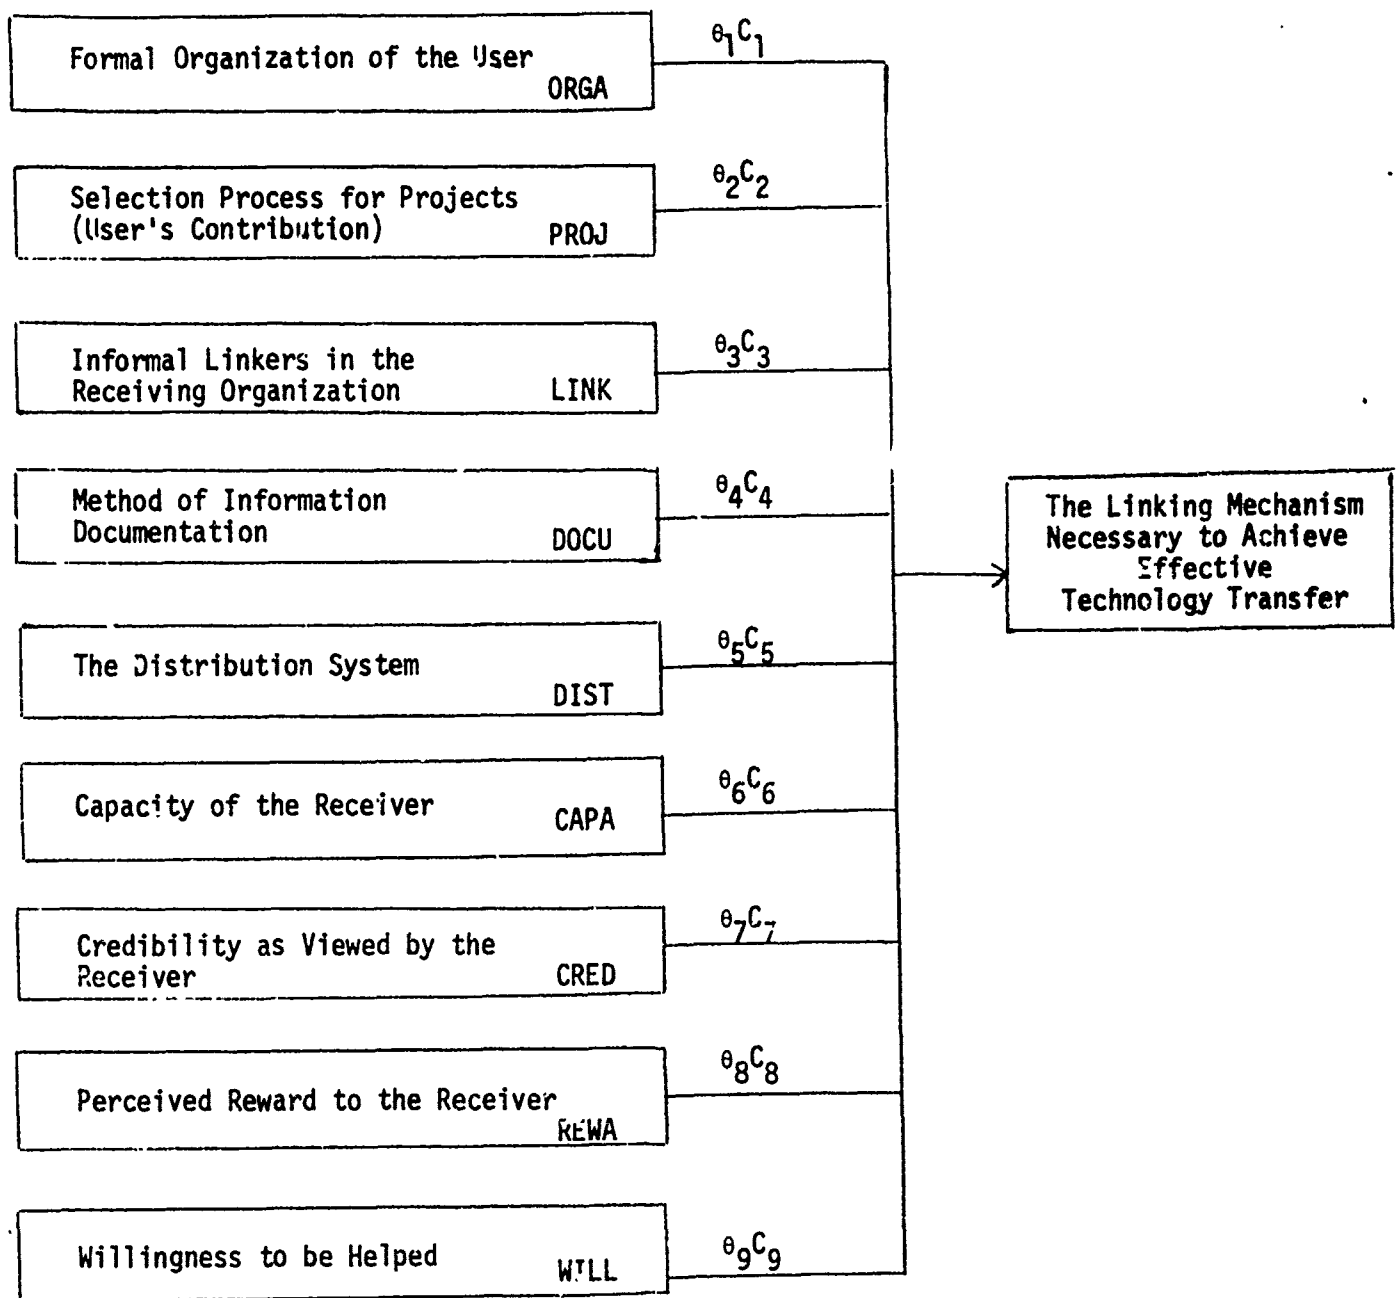 θ₁C₁
Formal Organization of the User
ORGA
θ₂C₂
Selection Process for Projects
(User's Contribution)
PROJ
θ₃C₃
Informal Linkers in the
Receiving Organization
LINK
θ₄C₄
Method of Information
Documentation
DOCU
The Linking Mechanism
Necessary to Achieve
Effective
Technology Transfer
θ₅C₅
The Distribution System
DIST
θ₆C₆
Capacity of the Receiver
CAPA
θ₇C₇
Credibility as Viewed by the
Receiver
CRED
θ₈C₈
Perceived Reward to the Receiver
REWA
θ₉C₉
Willingness to be Helped
WILL